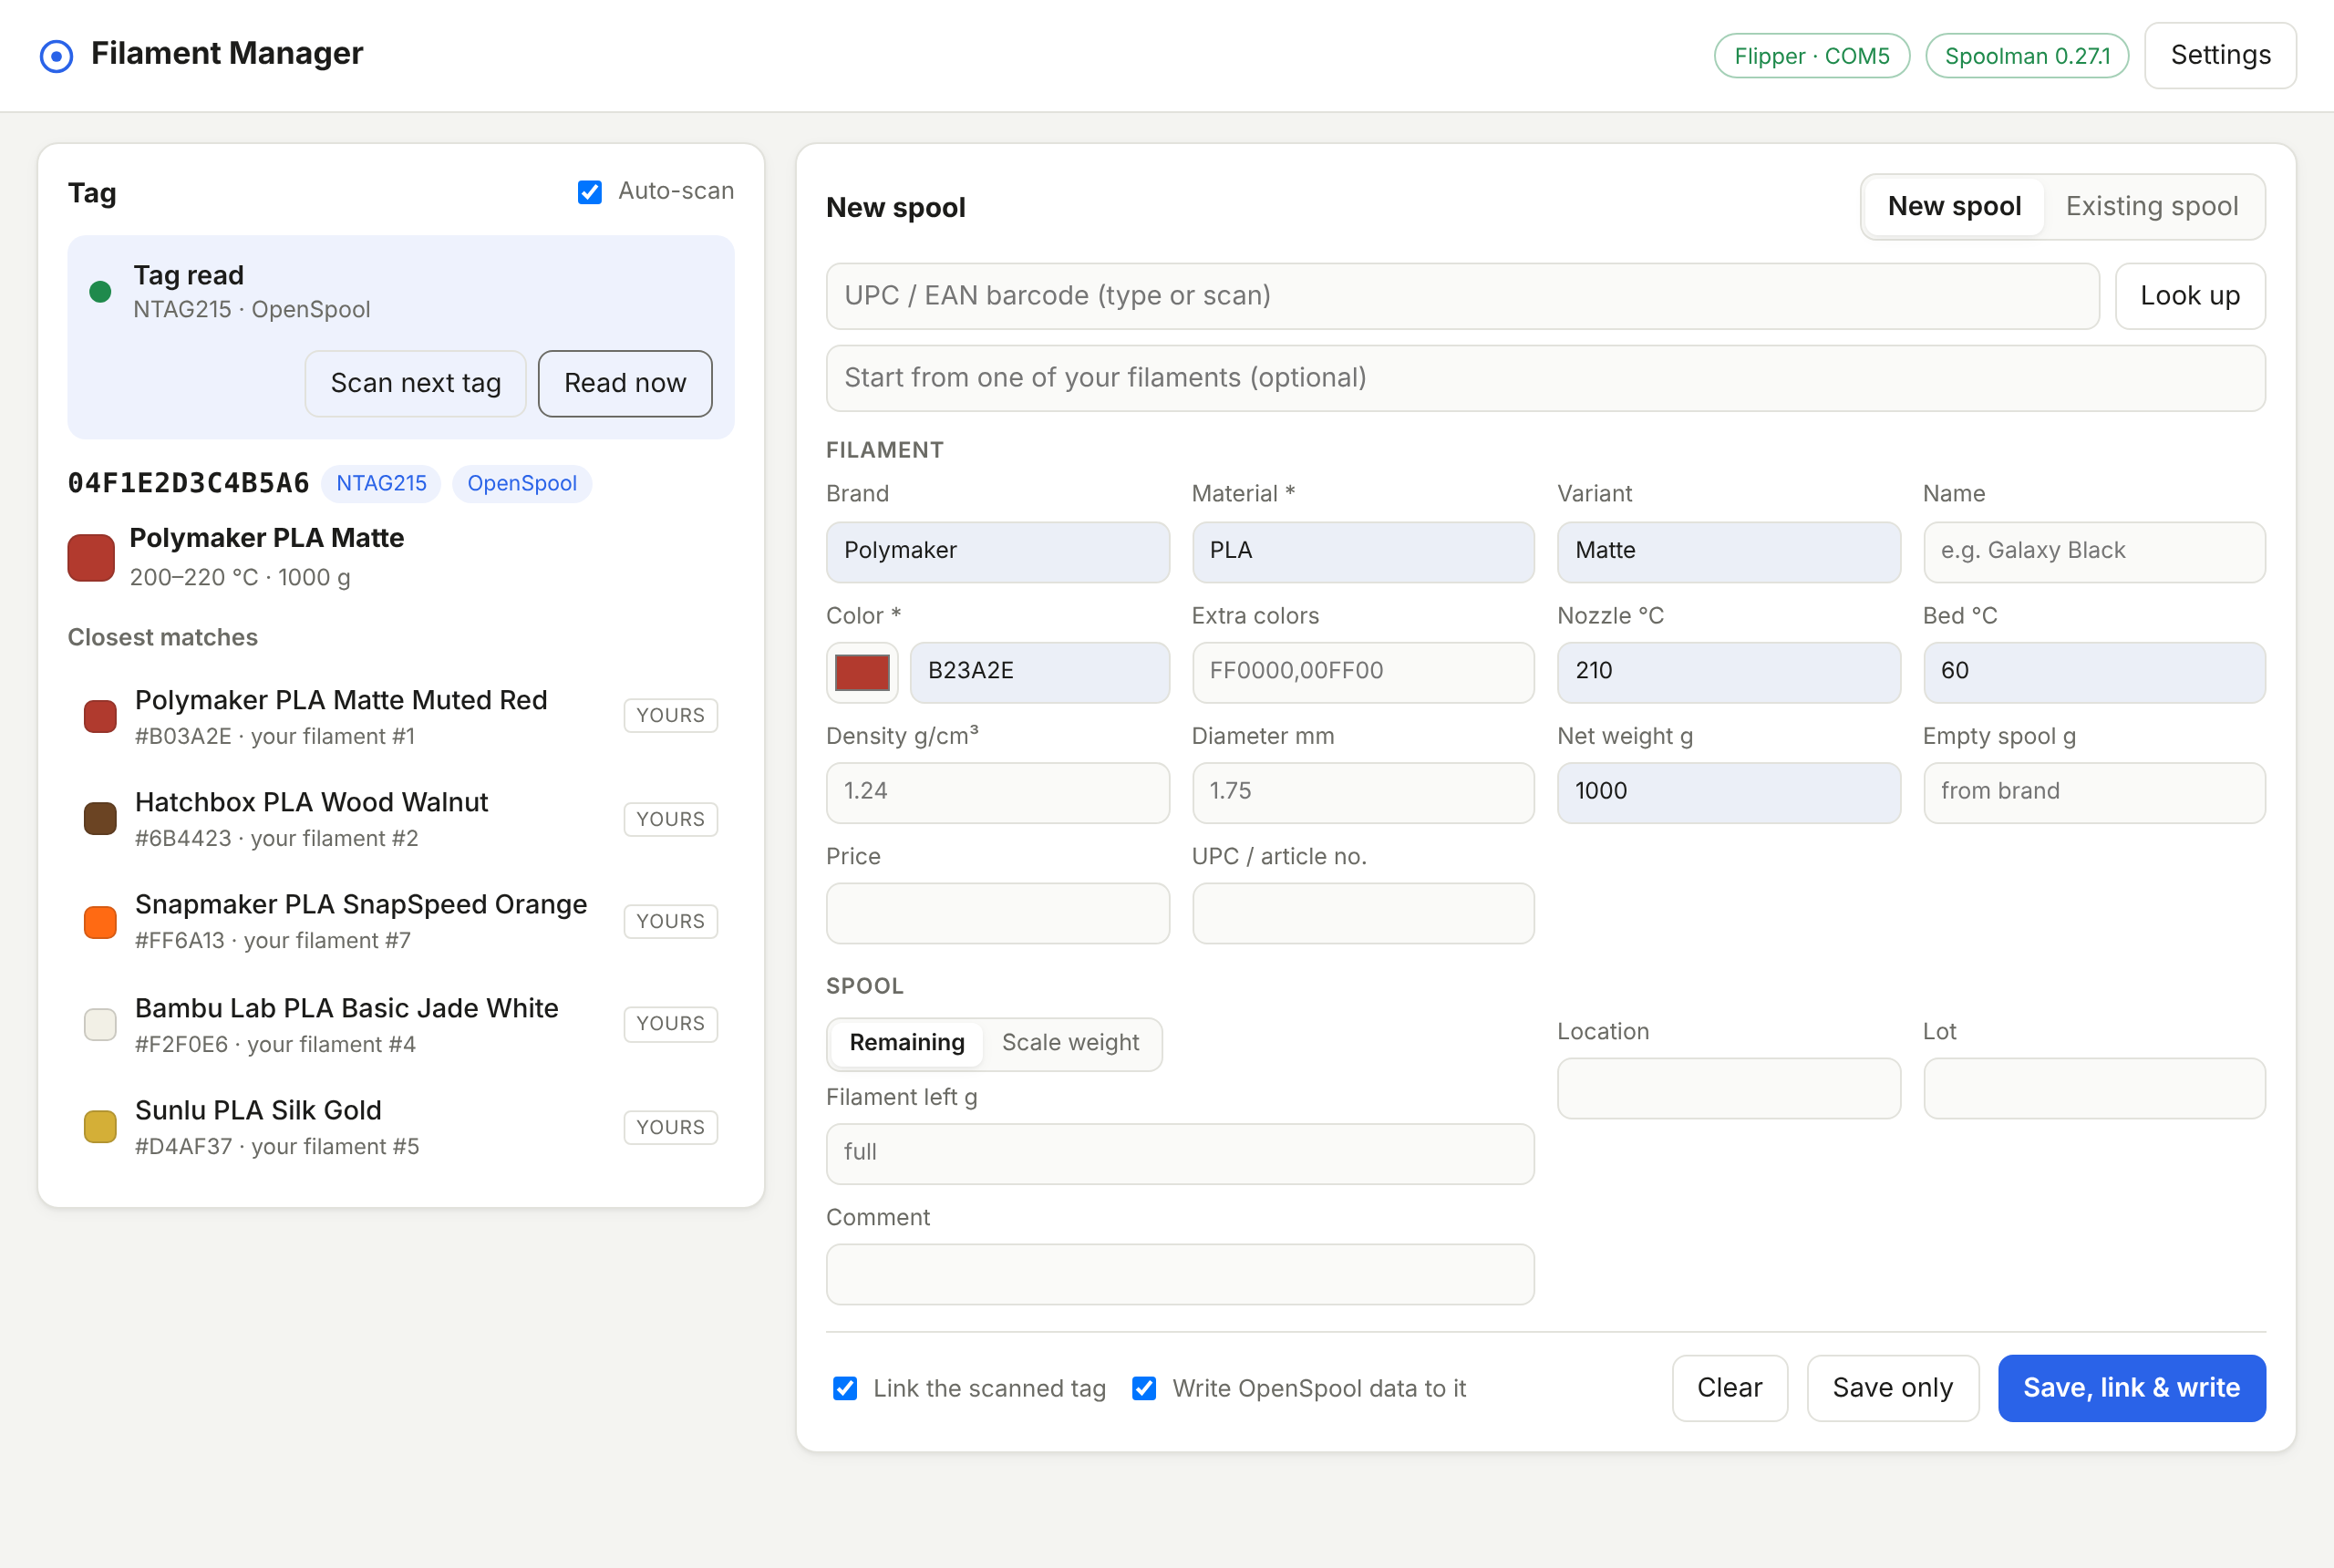 Filament Manager
Flipper · COM5
Spoolman 0.27.1
Settings
Tag
Auto-scan
Tag read
NTAG215 · OpenSpool
Scan next tag
Read now
04F1E2D3C4B5A6
NTAG215
OpenSpool
Polymaker PLA Matte
200–220 °C · 1000 g
Closest matches
Polymaker PLA Matte Muted Red
#B03A2E · your filament #1
YOURS
Hatchbox PLA Wood Walnut
#6B4423 · your filament #2
YOURS
Snapmaker PLA SnapSpeed Orange
#FF6A13 · your filament #7
YOURS
Bambu Lab PLA Basic Jade White
#F2F0E6 · your filament #4
YOURS
Sunlu PLA Silk Gold
#D4AF37 · your filament #5
YOURS
New spool
New spool
Existing spool
UPC / EAN barcode (type or scan)
Look up
Start from one of your filaments (optional)
FILAMENT
Brand
Material *
Variant
Name
Polymaker
PLA
Matte
e.g. Galaxy Black
Color *
Extra colors
Nozzle °C
Bed °C
B23A2E
FF0000,00FF00
210
60
Density g/cm³
Diameter mm
Net weight g
Empty spool g
1.24
1.75
1000
from brand
Price
UPC / article no.
SPOOL
Remaining
Scale weight
Location
Lot
Filament left g
full
Comment
Link the scanned tag
Write OpenSpool data to it
Clear
Save only
Save, link & write